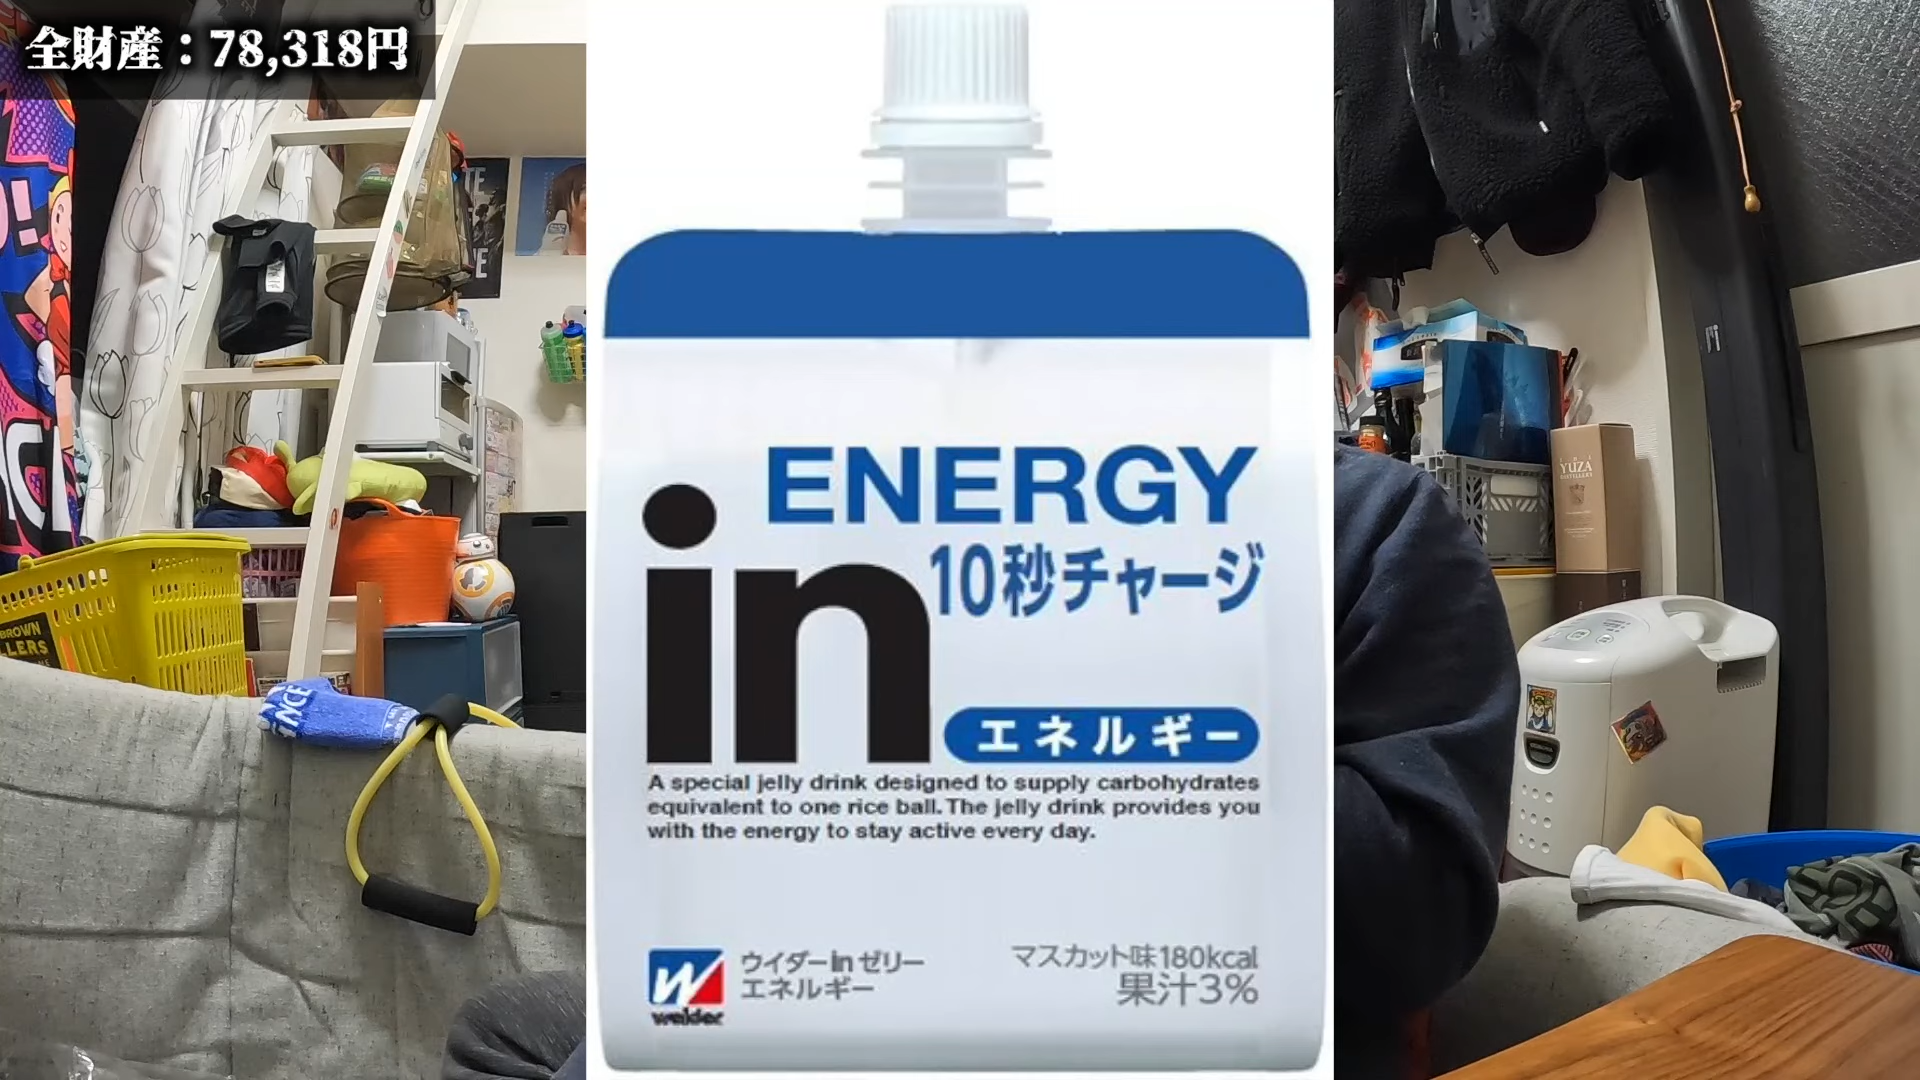 全財産：78,318円
ENERGY
in
10秒チャージ
エネルギー
A special jelly drink designed to supply carbohydrates
equivalent to one rice ball. The jelly drink provides you
with the energy to stay active every day.
ウイダーinゼリー
エネルギー
weider
マスカット味180kcal
果汁3%
YUZA
BROWN